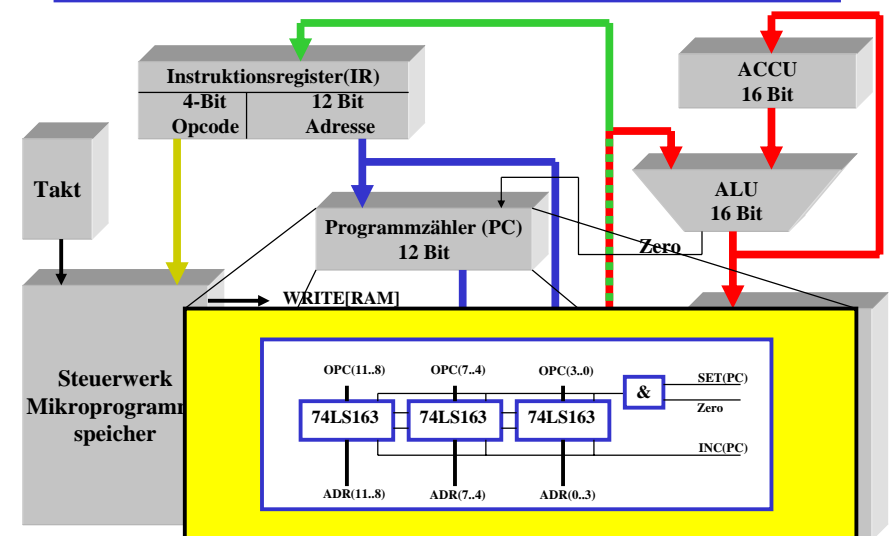 Instruktionsregister(IR)
4-Bit
Opcode
12 Bit
Adresse
ACCU
16 Bit
Takt
ALU
16 Bit
Programmzähler (PC)
12 Bit
Zero
WRITE[RAM]
Steuerwerk
Mikroprogramm
speicher
OPC(11..8)
OPC(7..4)
OPC(3..0)
&
SET(PC)
Zero
74LS163
74LS163
74LS163
INC(PC)
ADR(11..8)
ADR(7..4)
ADR(0..3)